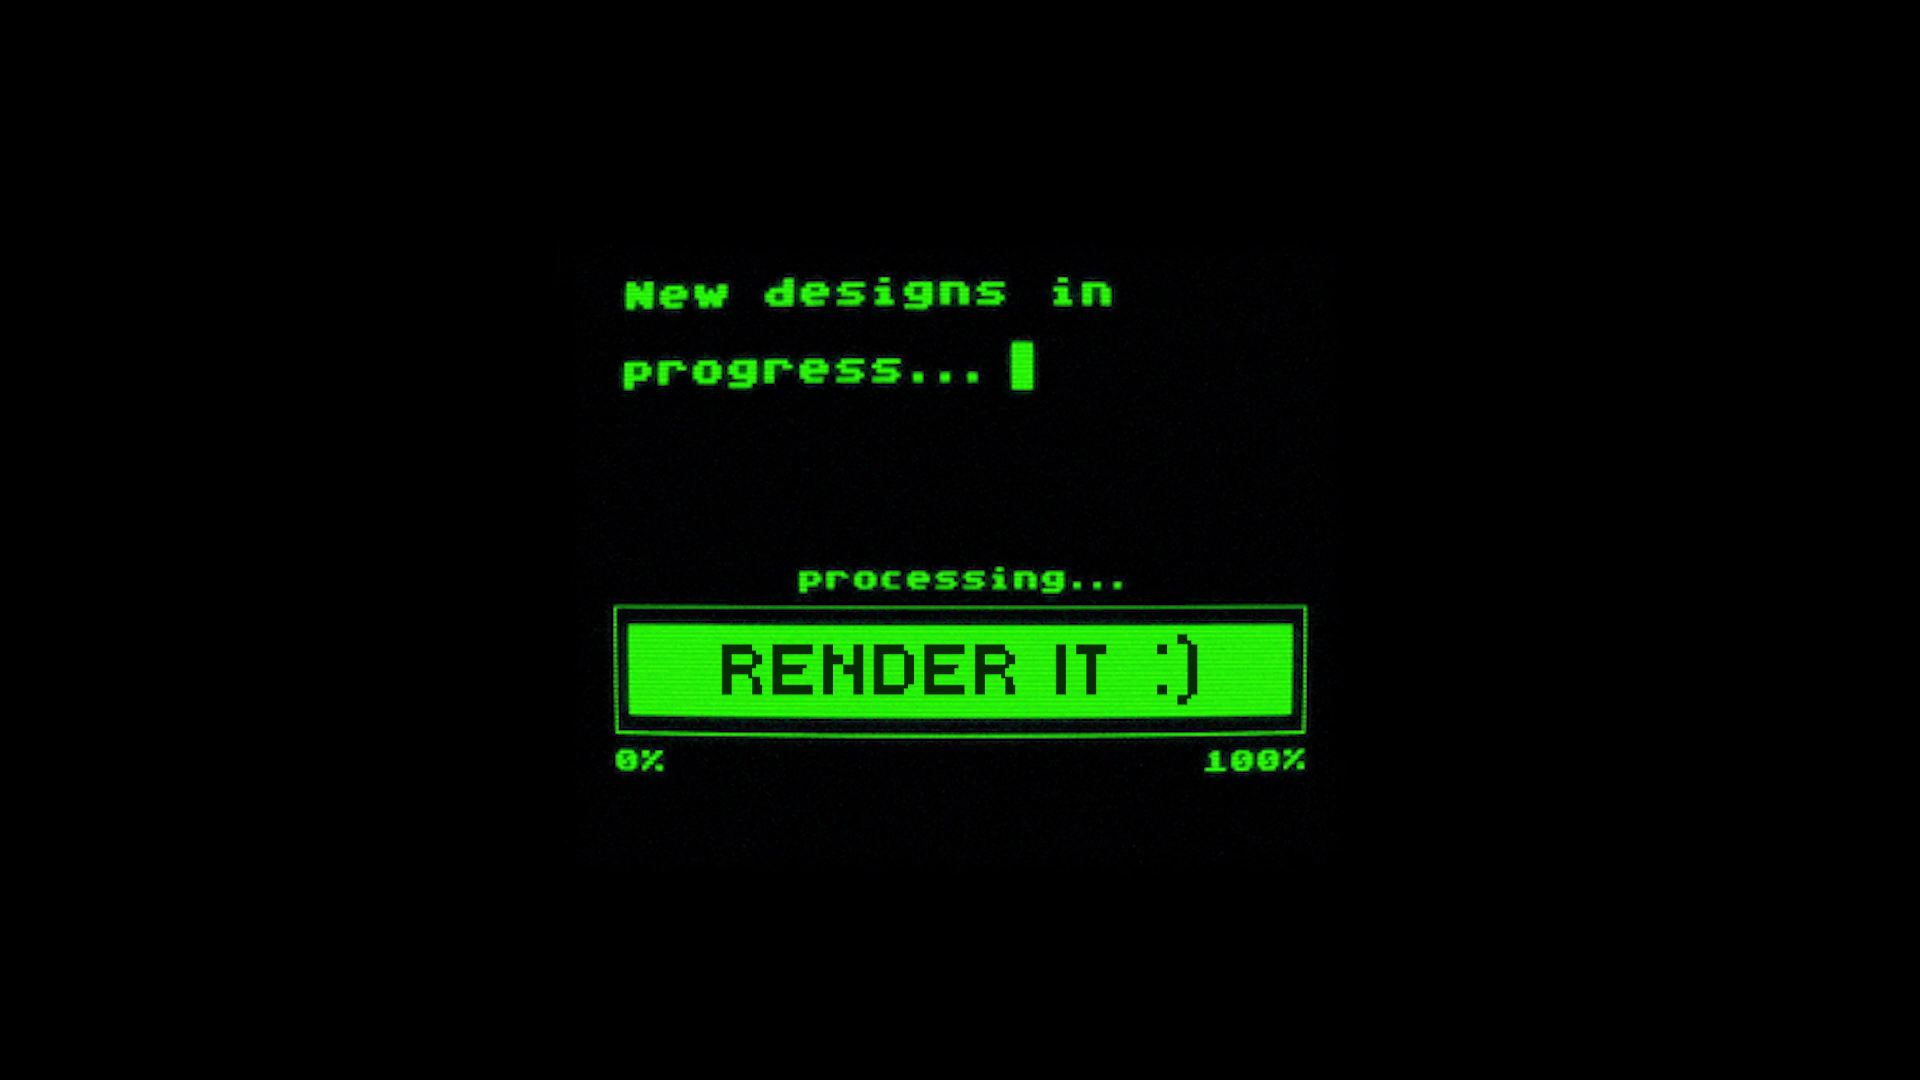 New designs in
progress...
processing...
RENDER IT :)
0% 100%